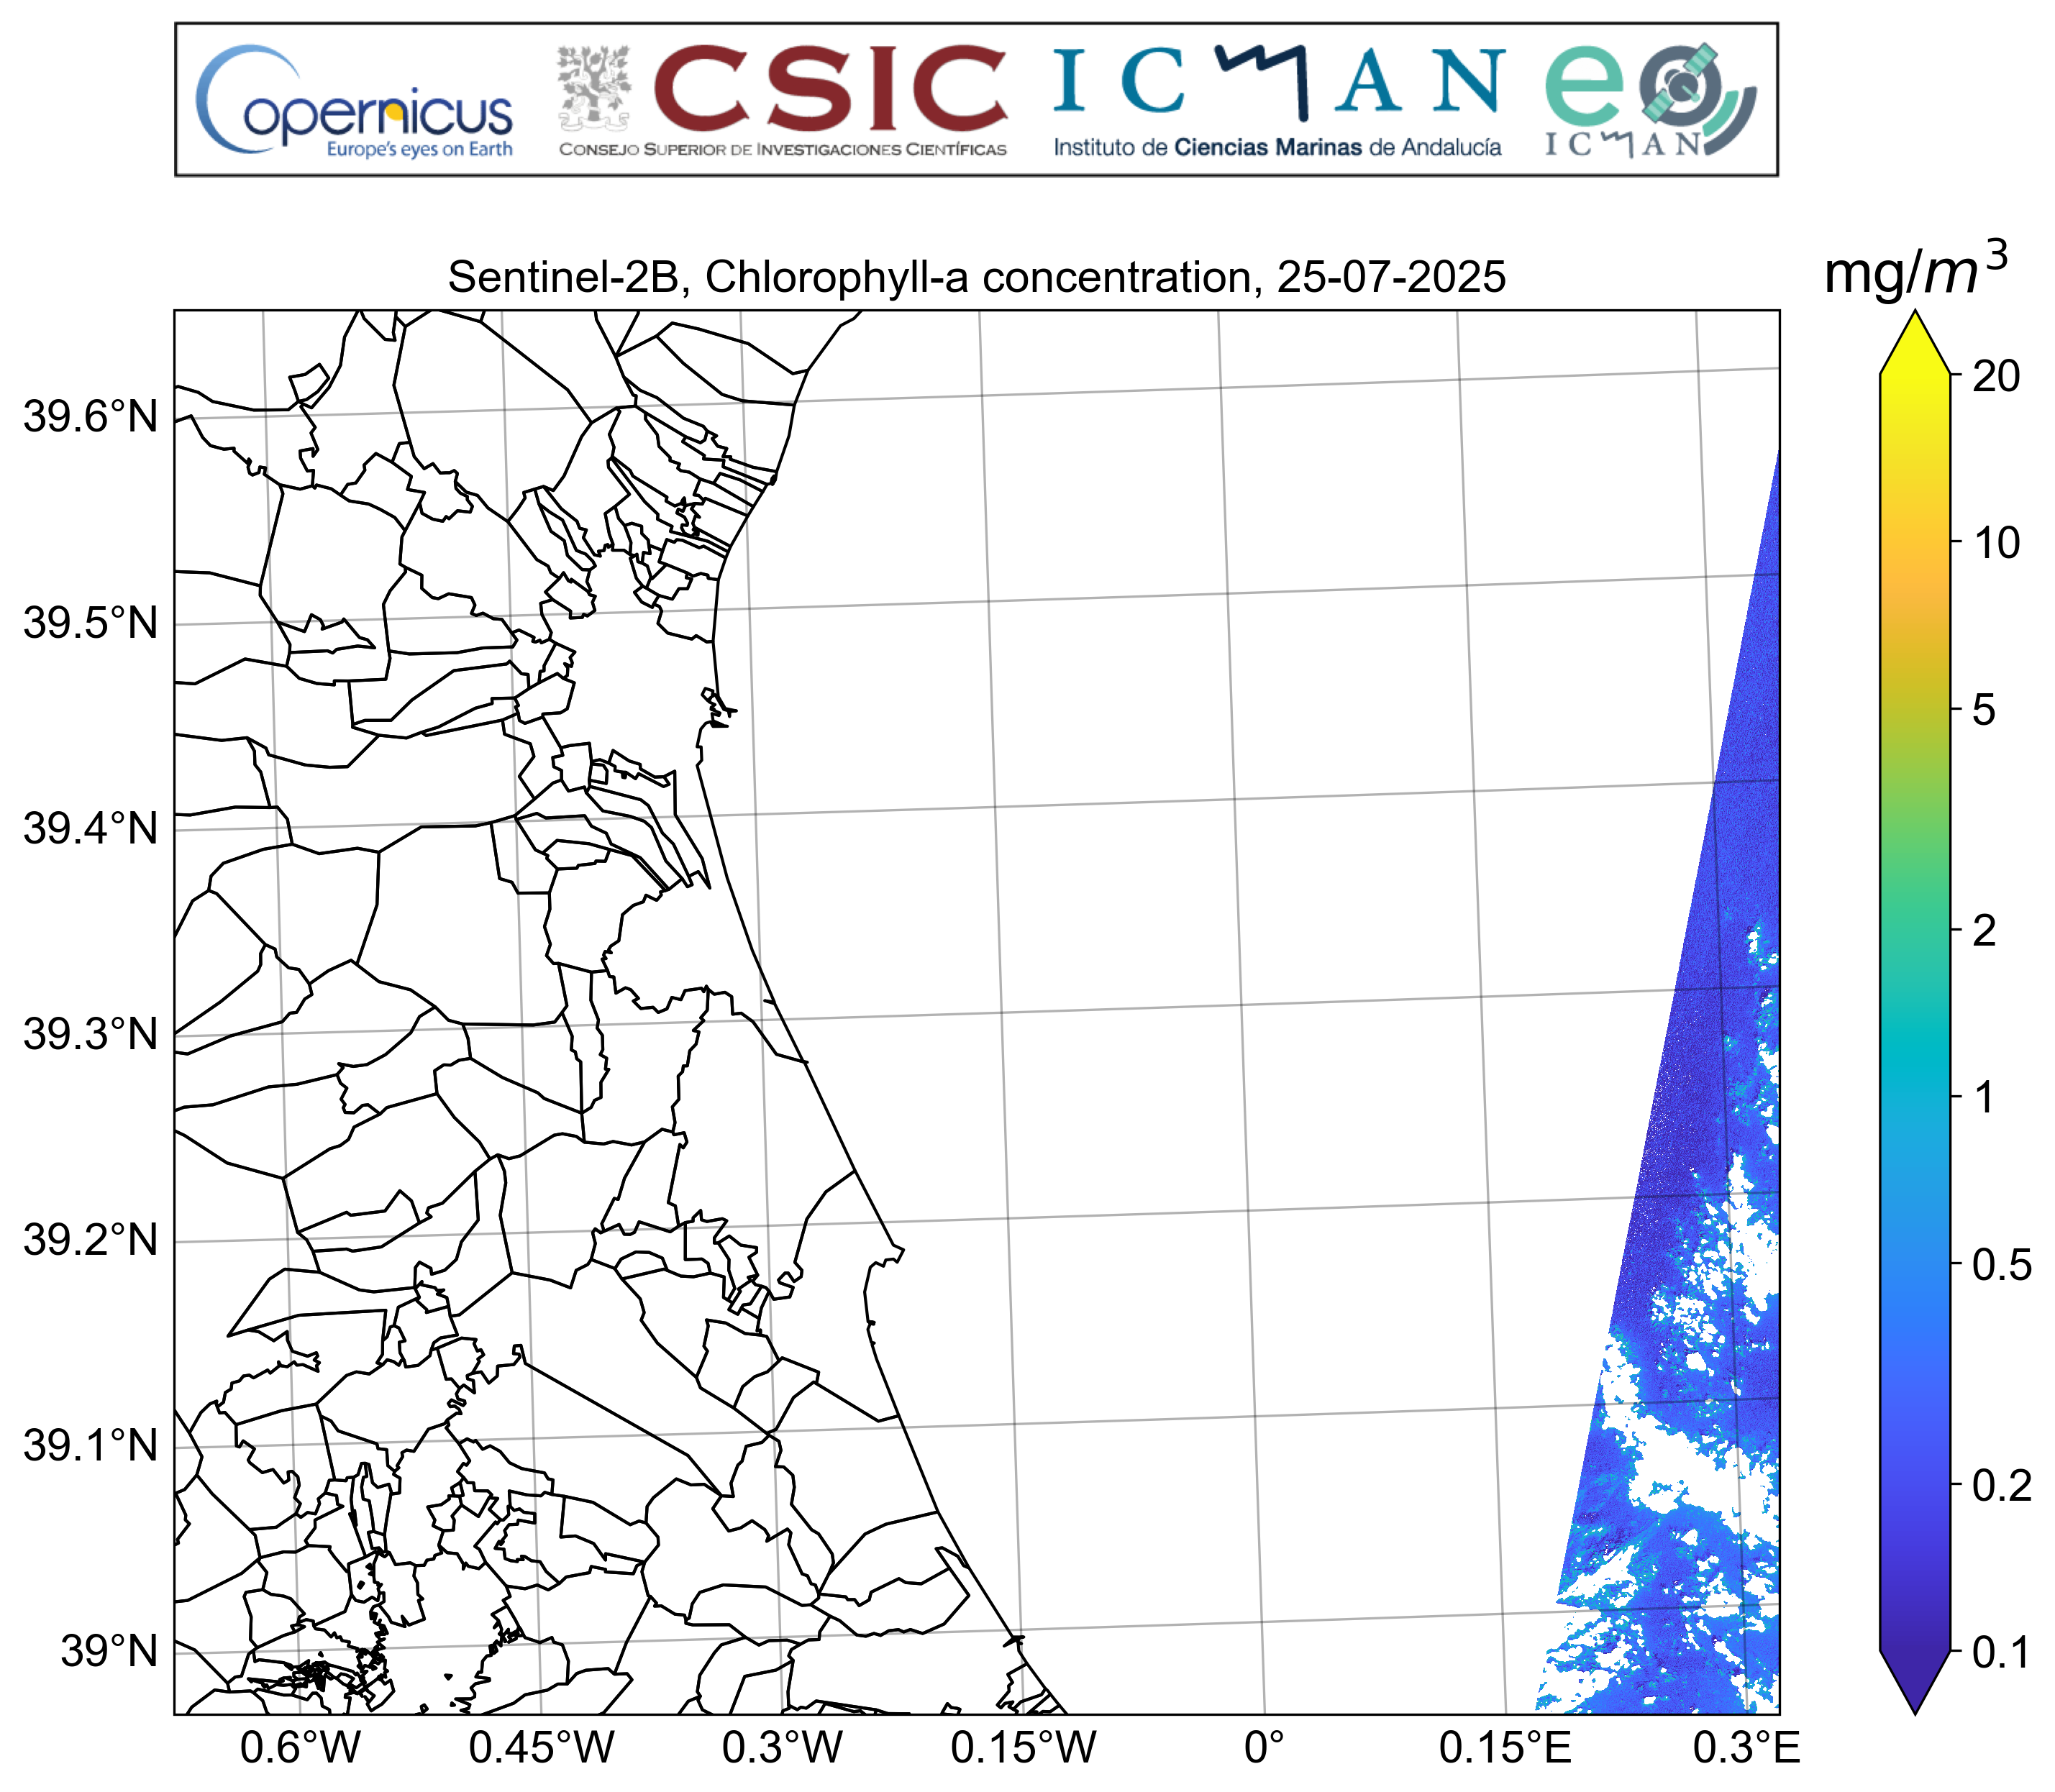 Copernicus
Europe's eyes on Earth
CSIC
CONSEJO SUPERIOR DE INVESTIGACIONES CIENTÍFICAS
ICMAN
Instituto de Ciencias Marinas de Andalucía
eo
ICMAN
Sentinel-2B, Chlorophyll-a concentration, 25-07-2025
mg/m³
39.6°N
39.5°N
39.4°N
39.3°N
39.2°N
39.1°N
39°N
0.6°W 0.45°W 0.3°W 0.15°W 0° 0.15°E 0.3°E
20
10
5
2
1
0.5
0.2
0.1